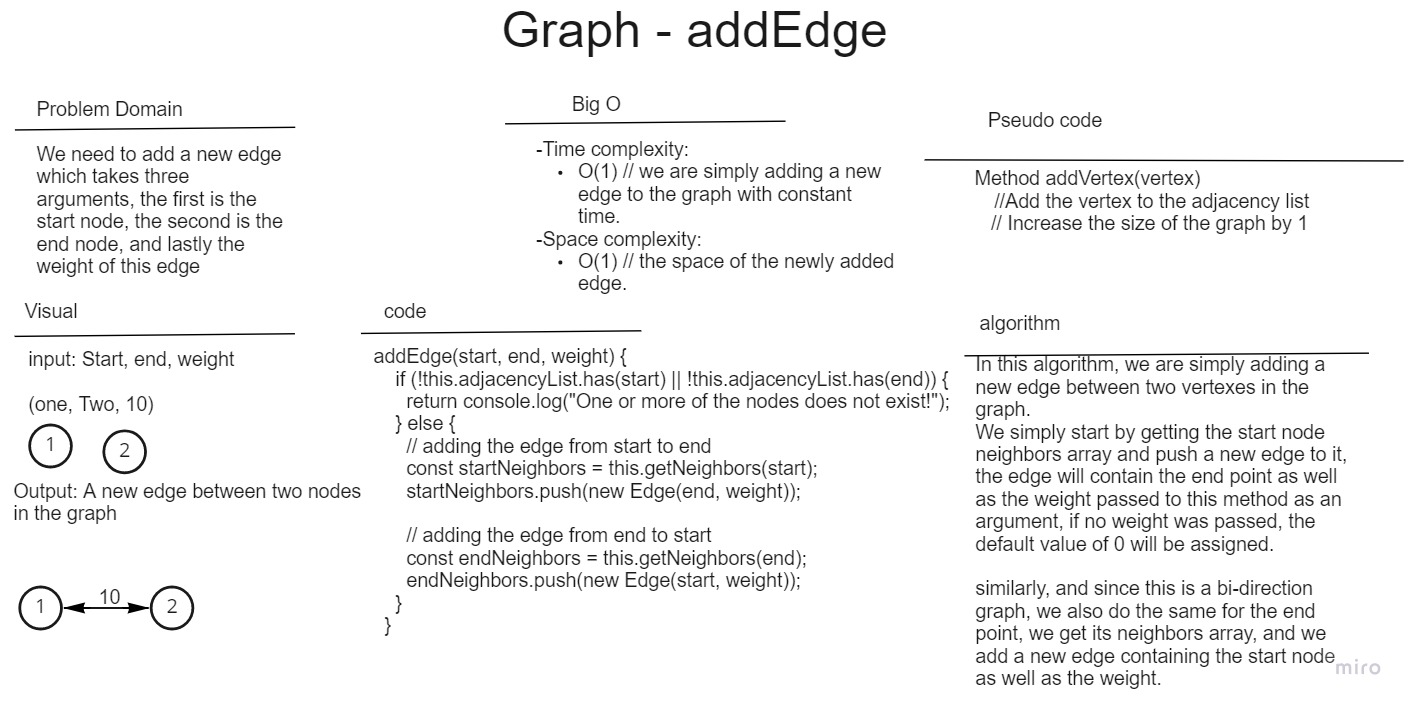 Graph - addEdge
Problem Domain
We need to add a new edge
which takes three
arguments, the first is the
start node, the second is the
end node, and lastly the
weight of this edge
Big O
-Time complexity:
• O(1) // we are simply adding a new
edge to the graph with constant
time.
-Space complexity:
• O(1) // the space of the newly added
edge.
Pseudo code
Method addVertex(vertex)
//Add the vertex to the adjacency list
// Increase the size of the graph by 1
Visual
input: Start, end, weight
(one, Two, 10)
1 2
Output: A new edge between two nodes
in the graph
1 10 2
code
addEdge(start, end, weight) {
if (!this.adjacencyList.has(start) || !this.adjacencyList.has(end)) {
return console.log("One or more of the nodes does not exist!");
} else {
// adding the edge from start to end
const startNeighbors = this.getNeighbors(start);
startNeighbors.push(new Edge(end, weight));
// adding the edge from end to start
const endNeighbors = this.getNeighbors(end);
endNeighbors.push(new Edge(start, weight));
}
}
algorithm
In this algorithm, we are simply adding a
new edge between two vertexes in the
graph.
We simply start by getting the start node
neighbors array and push a new edge to it,
the edge will contain the end point as well
as the weight passed to this method as an
argument, if no weight was passed, the
default value of 0 will be assigned.
similarly, and since this is a bi-direction
graph, we also do the same for the end
point, we get its neighbors array, and we
add a new edge containing the start node
as well as the weight.
miro